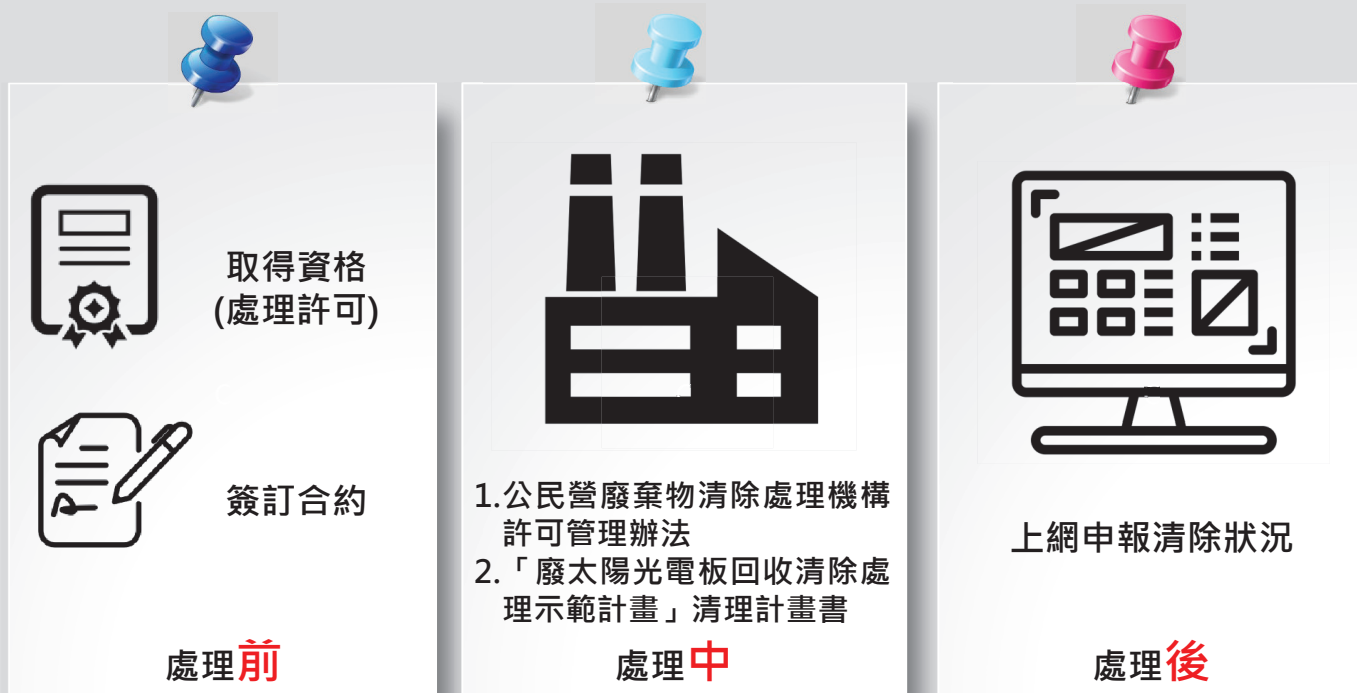 取得資格
(處理許可)
簽訂合約
處理前
1.公民營廢棄物清除處理機構
許可管理辦法
2.「廢太陽光電板回收清除處
理示範計畫」清理計畫書
處理中
上網申報清除狀況
處理後